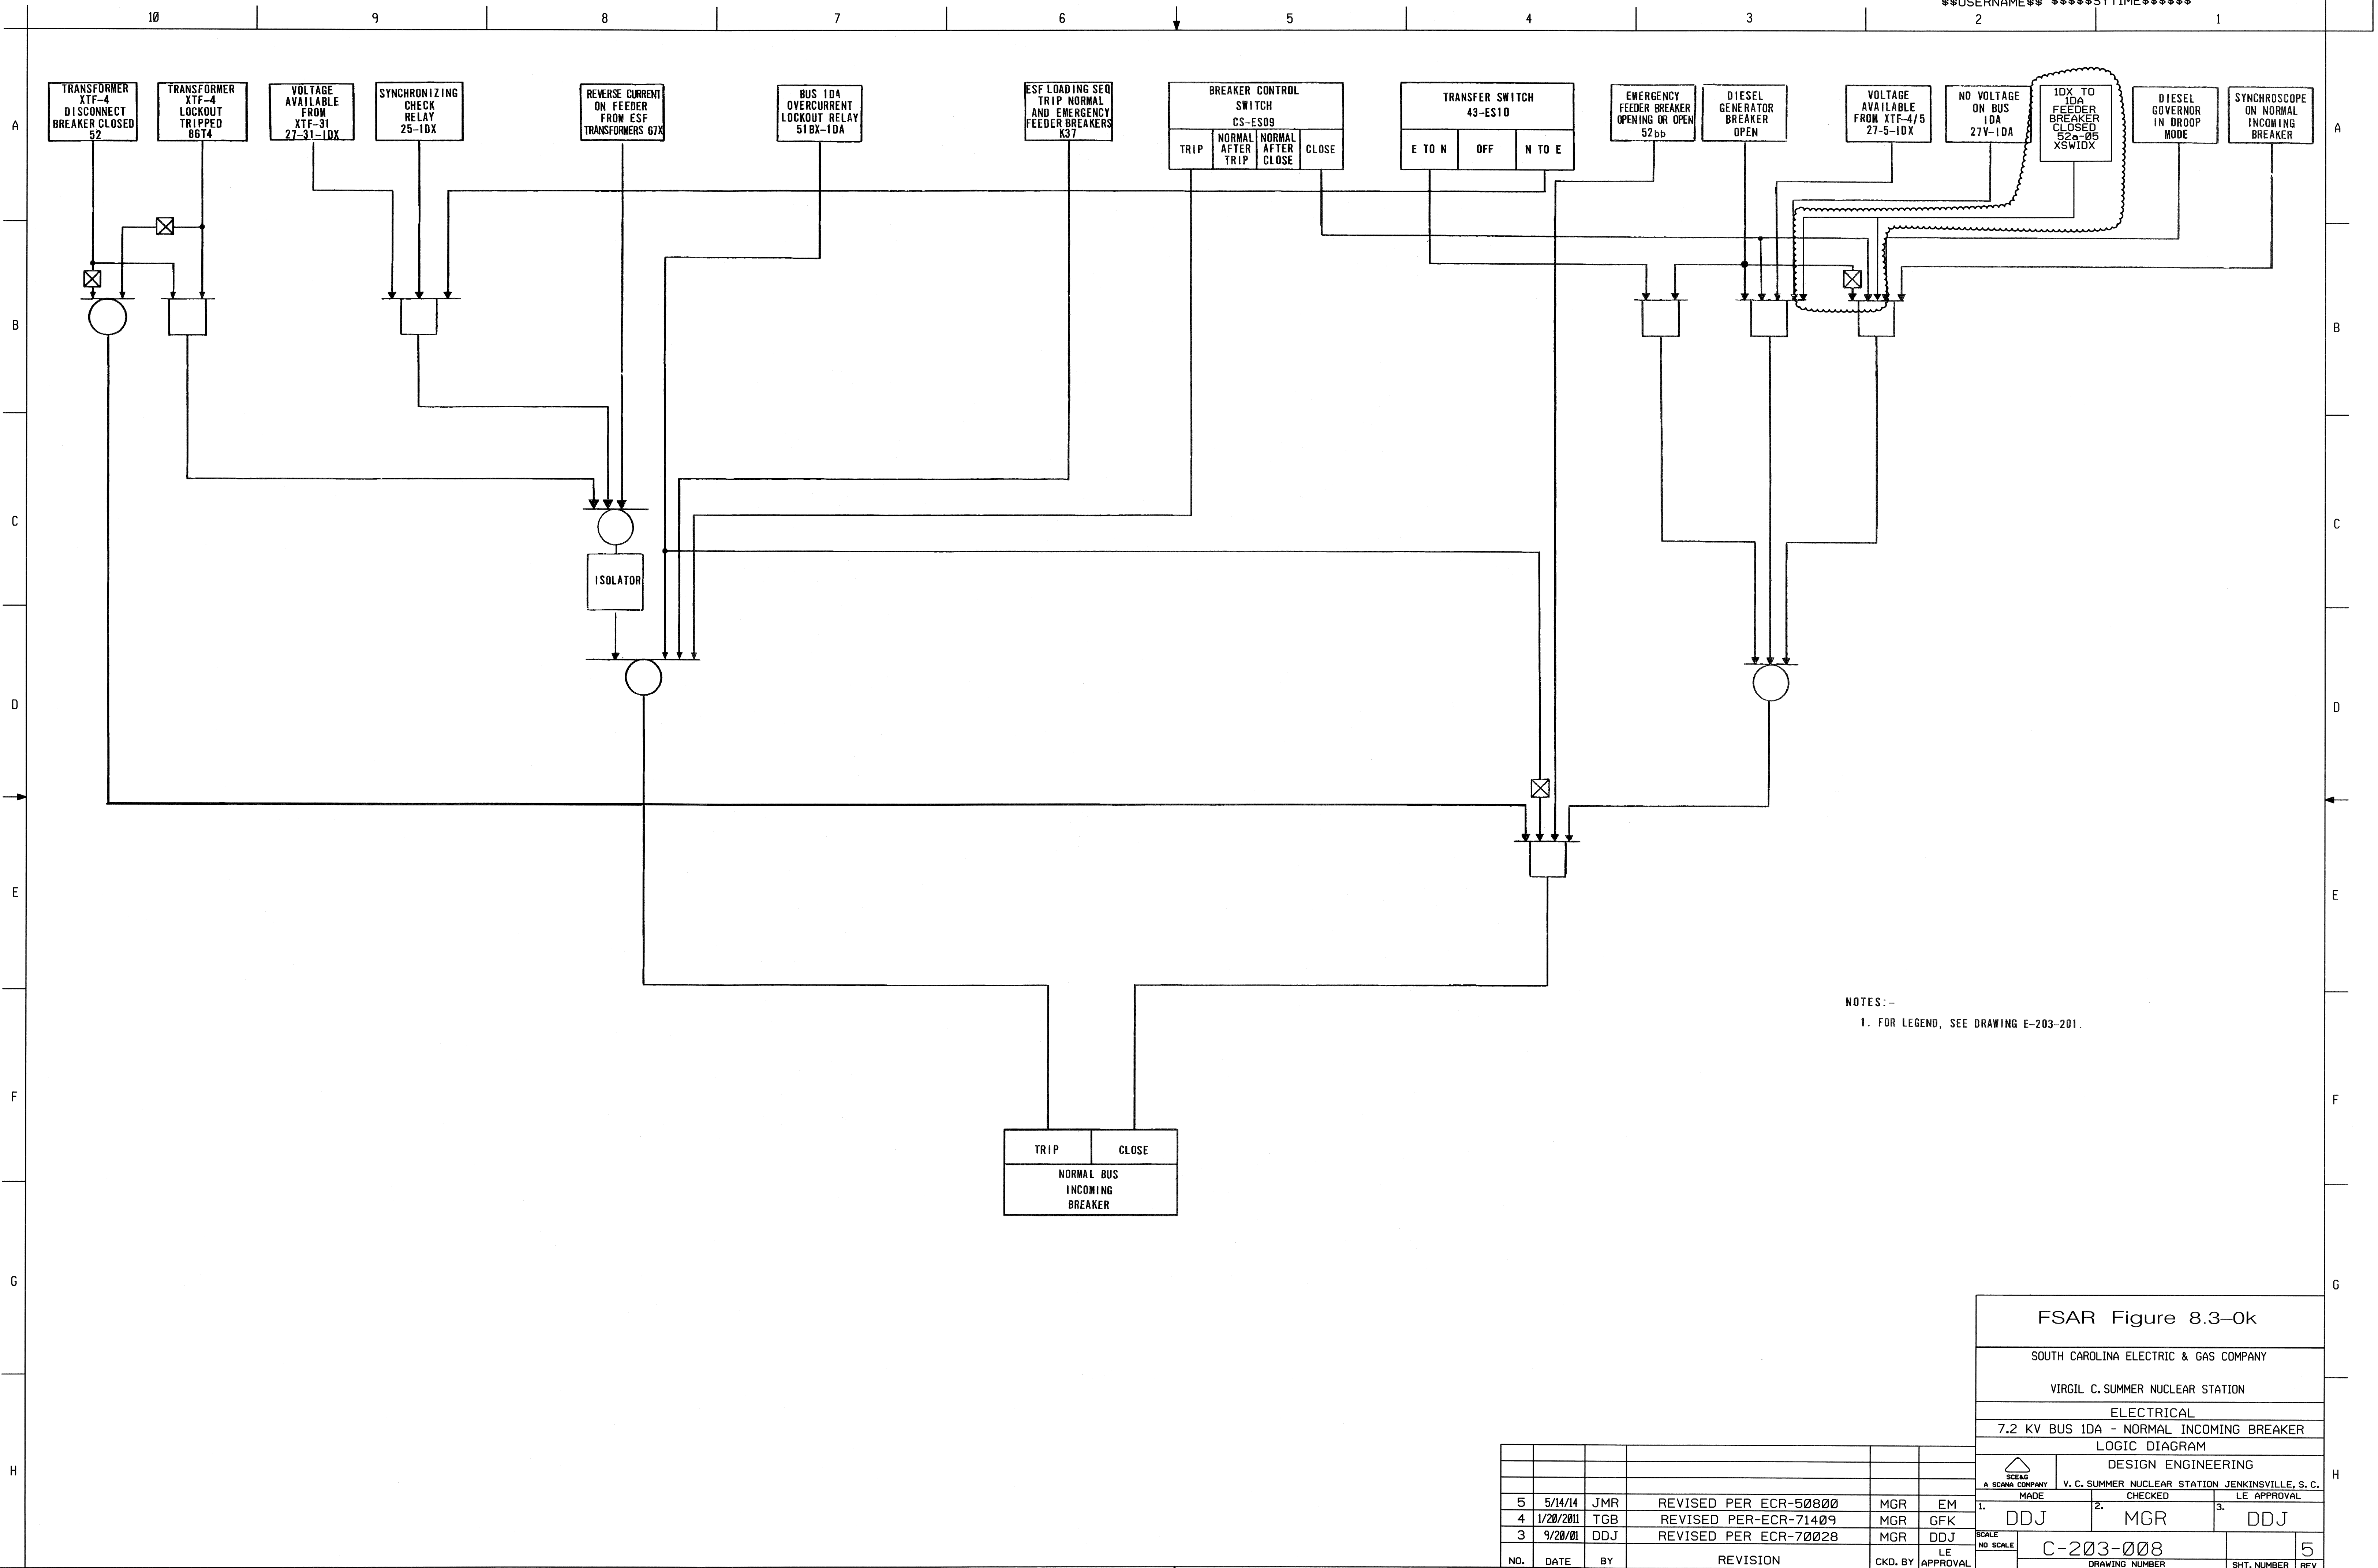 $$USERNAME$$ $$$$$SYTIME$$$$$$
10 9 8 7 6 5 4 3 2 1
TRANSFORMER
XTF-4
DISCONNECT
BREAKER CLOSED
52
TRANSFORMER
XTF-4
LOCKOUT
TRIPPED
86T4
VOLTAGE
AVAILABLE
FROM
XTF-31
27-31-1DX
SYNCHRONIZING
CHECK
RELAY
25-1DX
REVERSE CURRENT
ON FEEDER
FROM ESF
TRANSFORMERS 67X
BUS 1DA
OVERCURRENT
LOCKOUT RELAY
51BX-1DA
ESF LOADING SEQ
TRIP NORMAL
AND EMERGENCY
FEEDER BREAKERS
K37
BREAKER CONTROL
SWITCH
CS-ES09
TRIP
NORMAL
AFTER
TRIP
NORMAL
AFTER
CLOSE
CLOSE
TRANSFER SWITCH
43-ES10
E TO N
OFF
N TO E
EMERGENCY
FEEDER BREAKER
OPENING OR OPEN
52bb
DIESEL
GENERATOR
BREAKER
OPEN
VOLTAGE
AVAILABLE
FROM XTF-4/5
27-5-1DX
NO VOLTAGE
ON BUS
1DA
27V-1DA
1DX TO
1DA
FEEDER
BREAKER
CLOSED
52a-05
XSW1DX
DIESEL
GOVERNOR
IN DROOP
MODE
SYNCHROSCOPE
ON NORMAL
INCOMING
BREAKER
A A
B B
C C
ISOLATOR
D D
E E
NOTES:-
1. FOR LEGEND, SEE DRAWING E-203-201.
F F
TRIP
CLOSE
NORMAL BUS
INCOMING
BREAKER
G G
FSAR Figure 8.3-0k
SOUTH CAROLINA ELECTRIC & GAS COMPANY
VIRGIL C. SUMMER NUCLEAR STATION
ELECTRICAL
7.2 KV BUS 1DA - NORMAL INCOMING BREAKER
LOGIC DIAGRAM
H H
SCE&G
A SCANA COMPANY
DESIGN ENGINEERING
V. C. SUMMER NUCLEAR STATION JENKINSVILLE, S. C.
MADE CHECKED LE APPROVAL
1. DDJ 2. MGR 3. DDJ
SCALE
NO SCALE
C-203-008 5
DRAWING NUMBER SHT. NUMBER REV
5 5/14/14 JMR REVISED PER ECR-50800 MGR EM
4 1/20/2011 TGB REVISED PER-ECR-71409 MGR GFK
3 9/20/01 DDJ REVISED PER ECR-70028 MGR DDJ
NO. DATE BY REVISION CKD. BY LE APPROVAL